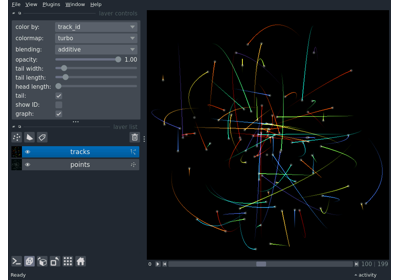 File View Plugins Window Help
layer controls
color by: track_id
colormap: turbo
blending: additive
opacity: 1.00
tail width:
tail length:
head length:
tail:
show ID:
graph:
layer list
tracks
points
100 199
Ready
activity